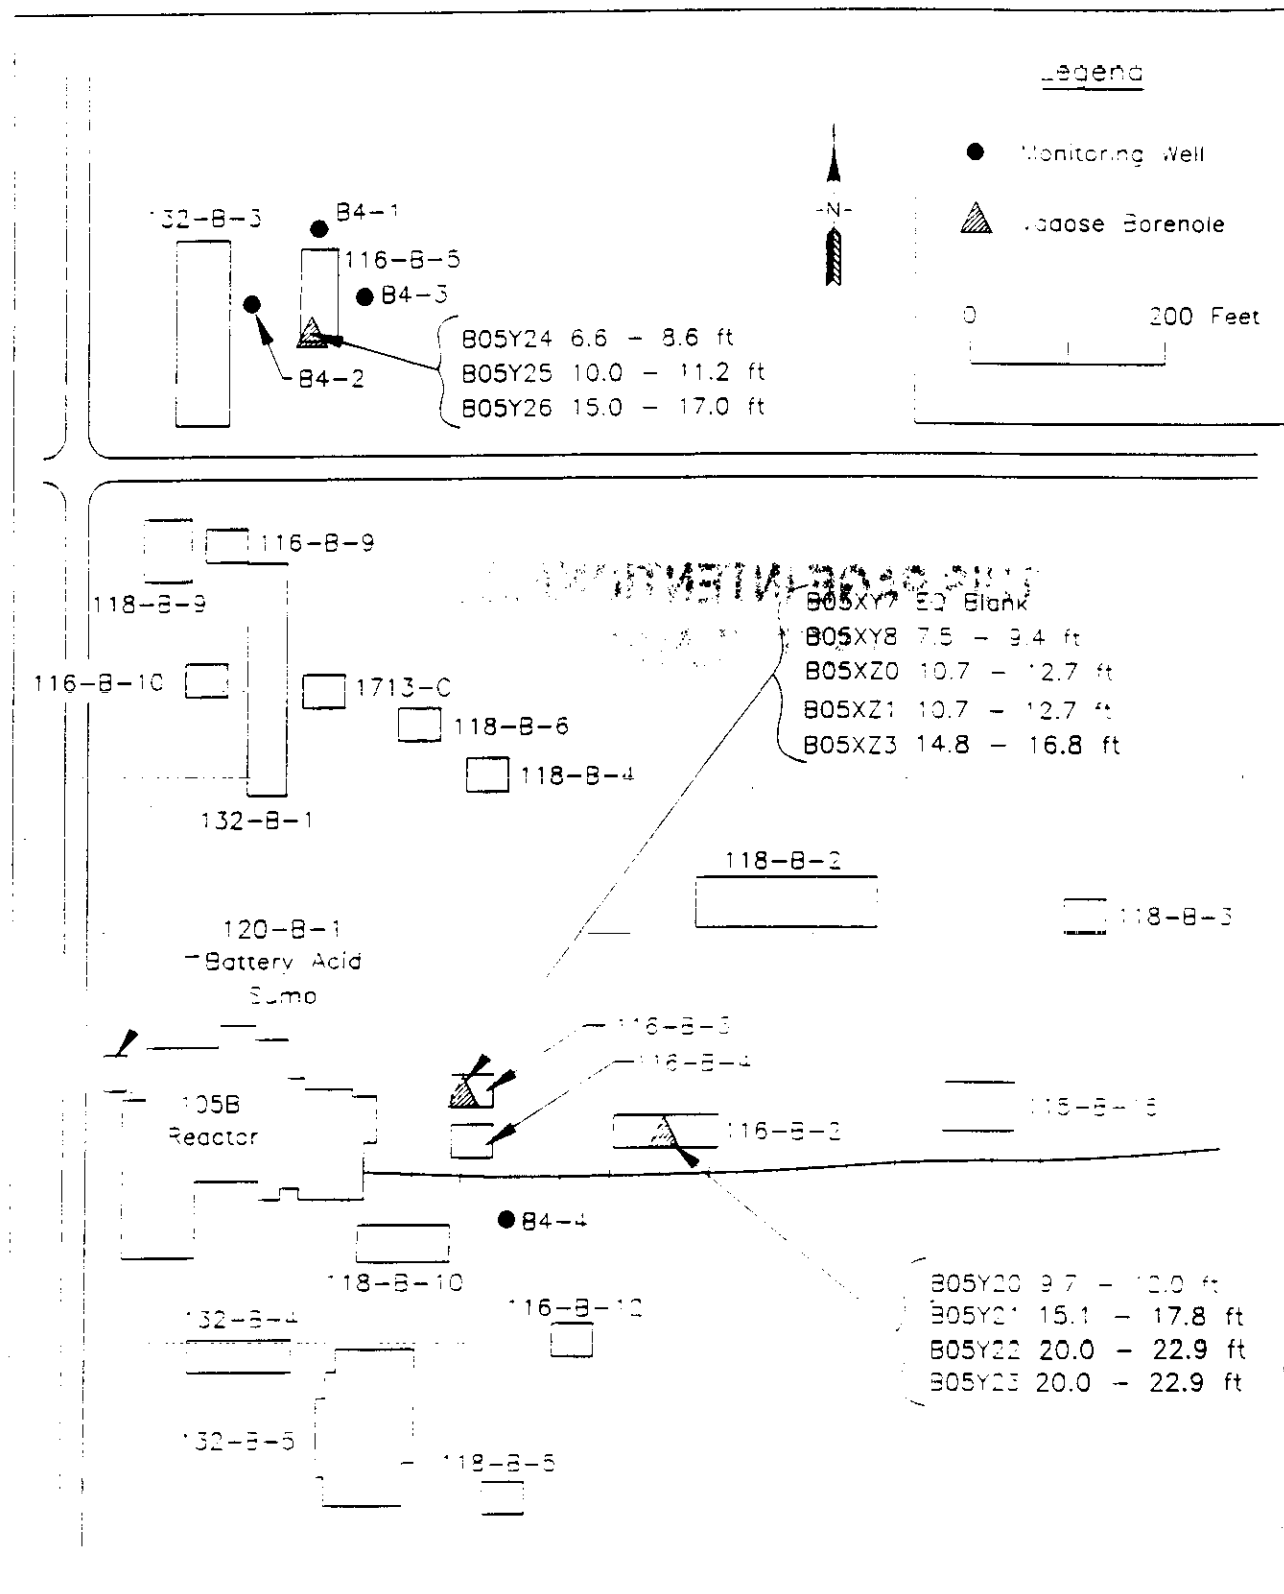 Legend
Monitoring Well
Vadose Borehole
0 200 Feet
-N-
132-B-3
B4-1
116-B-5
B4-3
B4-2
B05Y24 6.6 - 8.6 ft
B05Y25 10.0 - 11.2 ft
B05Y26 15.0 - 17.0 ft
116-B-9
118-B-9
116-B-10
1713-C
118-B-6
118-B-4
132-B-1
B05XY7 EQ Blank
B05XY8 7.5 - 9.4 ft
B05XZ0 10.7 - 12.7 ft
B05XZ1 10.7 - 12.7 ft
B05XZ3 14.8 - 16.8 ft
118-B-2
118-B-3
120-B-1
Battery Acid
Sump
116-B-3
116-B-4
105B
Reactor
116-B-2
B4-4
118-B-10
116-B-12
132-B-4
132-B-5
B05Y20 9.7 - 12.0 ft
B05Y21 15.1 - 17.8 ft
B05Y22 20.0 - 22.9 ft
B05Y23 20.0 - 22.9 ft